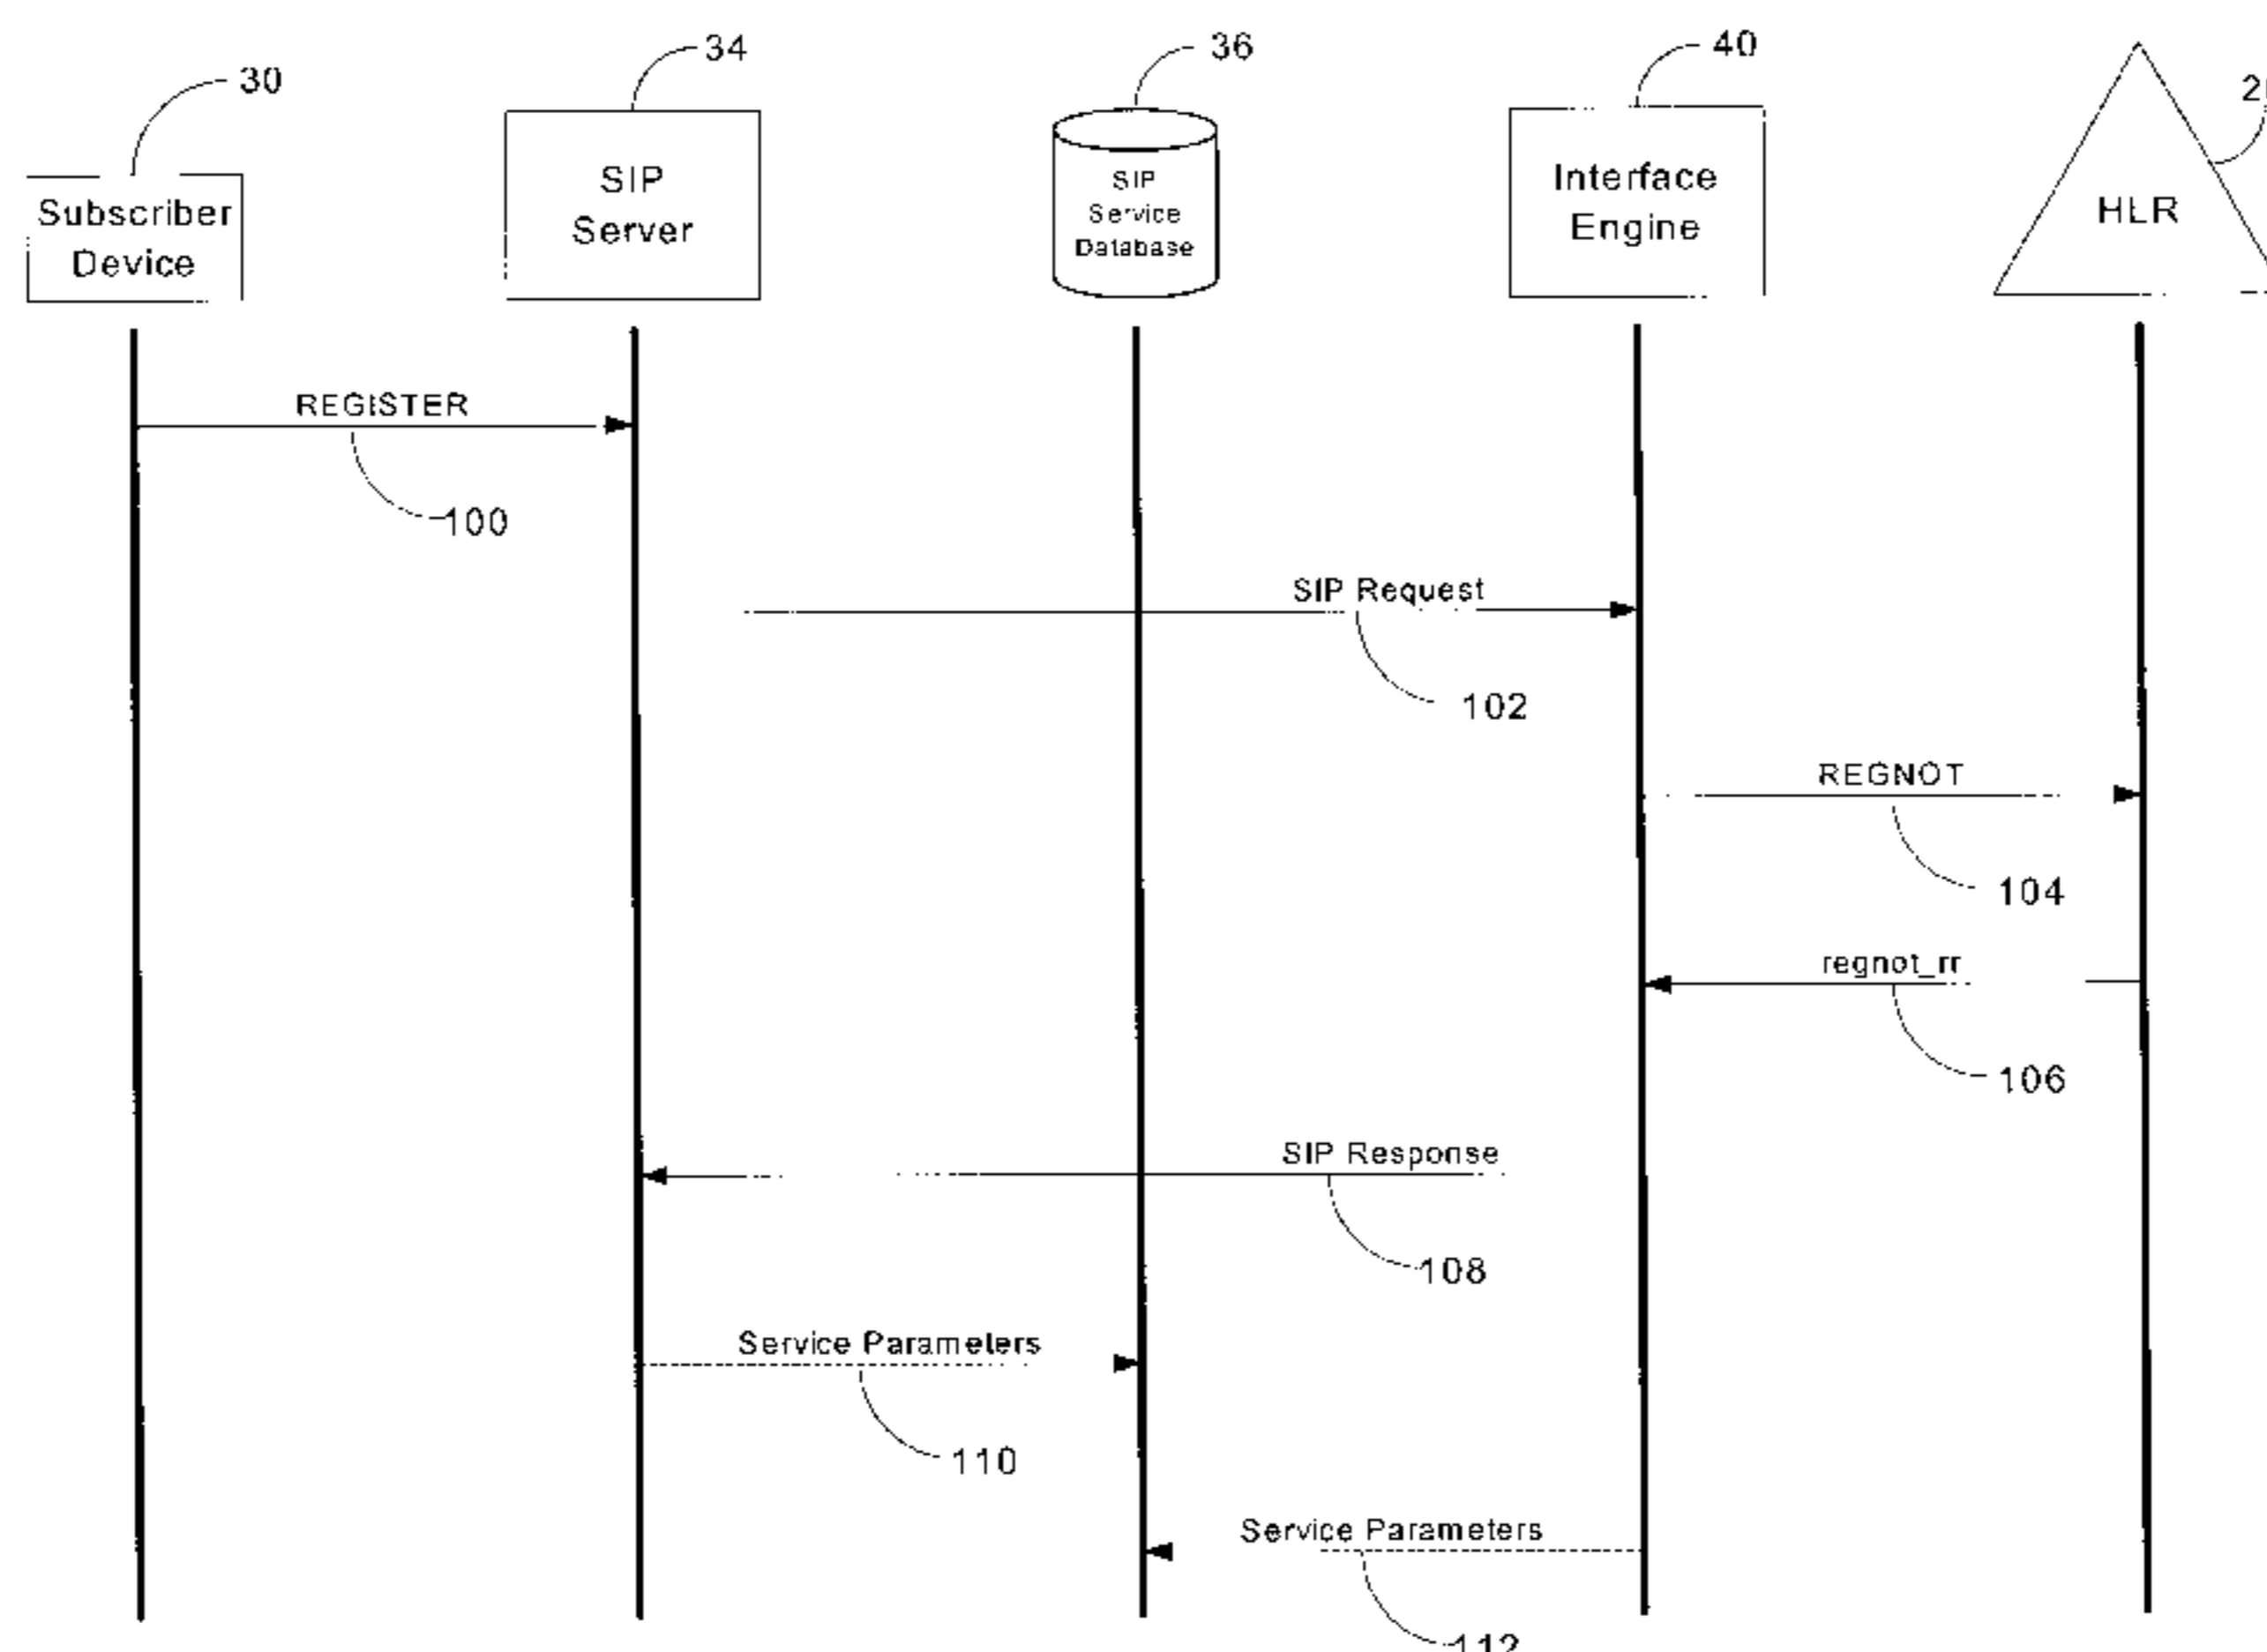 34
36
40
30
SIP
Server
SIP
Service
Database
Interface
Engine
HLR
Subscriber
Device
REGISTER
100
SIP Request
102
REGNOT
104
regnot_rr
106
SIP Response
108
Service Parameters
110
Service Parameters
112